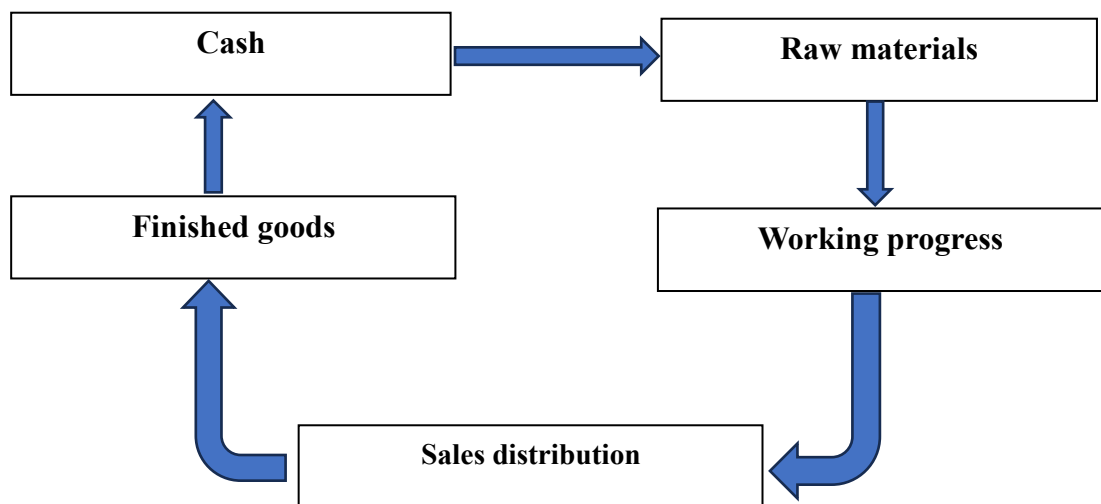 Cash
Raw materials
Finished goods
Working progress
Sales distribution